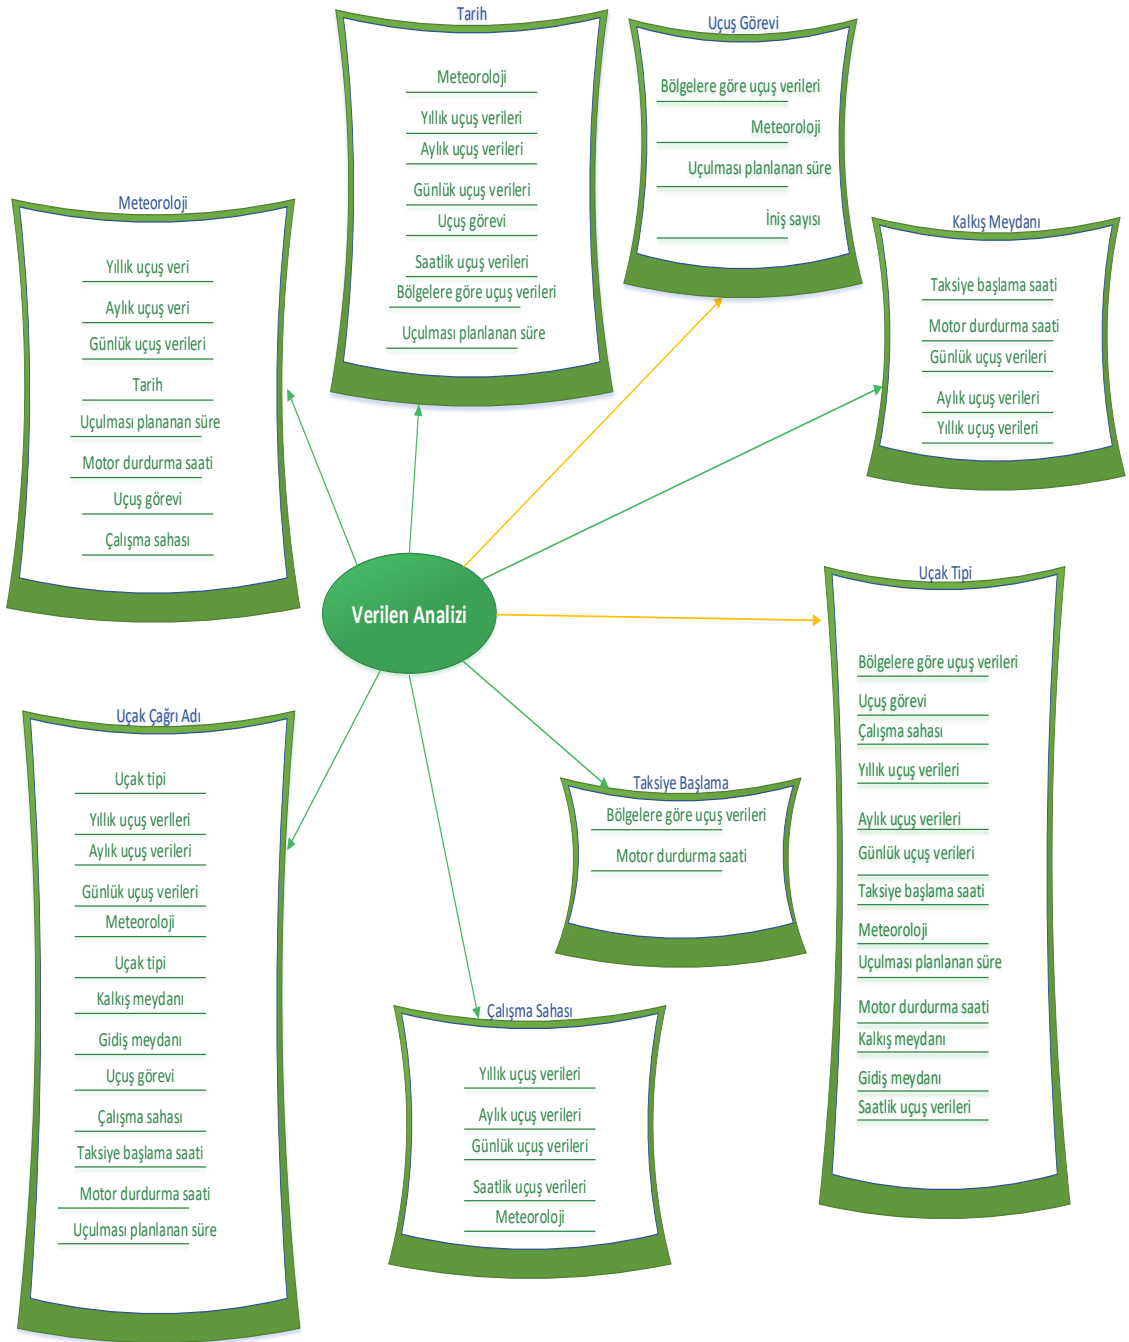 Tarih
Meteoroloji
Yıllık uçuş verileri
Aylık uçuş verileri
Günlük uçuş verileri
Uçuş görevi
Saatlik uçuş verileri
Bölgelere göre uçuş verileri
Uçulması planlanan süre
Uçuş Görevi
Bölgelere göre uçuş verileri
Meteoroloji
Uçulması planlanan süre
İniş sayısı
Meteoroloji
Yıllık uçuş veri
Aylık uçuş veri
Günlük uçuş verileri
Tarih
Uçulması plananan süre
Motor durdurma saati
Uçuş görevi
Çalışma sahası
Kalkış Meydanı
Taksiye başlama saati
Motor durdurma saati
Günlük uçuş verileri
Aylık uçuş verileri
Yıllık uçuş verileri
Verilen Analizi
Uçak Tipi
Bölgelere göre uçuş verileri
Uçuş görevi
Çalışma sahası
Yıllık uçuş verileri
Aylık uçuş verileri
Günlük uçuş verileri
Taksiye başlama saati
Meteoroloji
Uçulması planlanan süre
Motor durdurma saati
Kalkış meydanı
Gidiş meydanı
Saatlik uçuş verileri
Uçak Çağrı Adı
Uçak tipi
Yıllık uçuş verlleri
Aylık uçuş verileri
Günlük uçuş verileri
Meteoroloji
Uçak tipi
Kalkış meydanı
Gidiş meydanı
Uçuş görevi
Çalışma sahası
Taksiye başlama saati
Motor durdurma saati
Uçulması planlanan süre
Taksiye Başlama
Bölgelere göre uçuş verileri
Motor durdurma saati
Çalışma Sahası
Yıllık uçuş verileri
Aylık uçuş verileri
Günlük uçuş verileri
Saatlik uçuş verileri
Meteoroloji